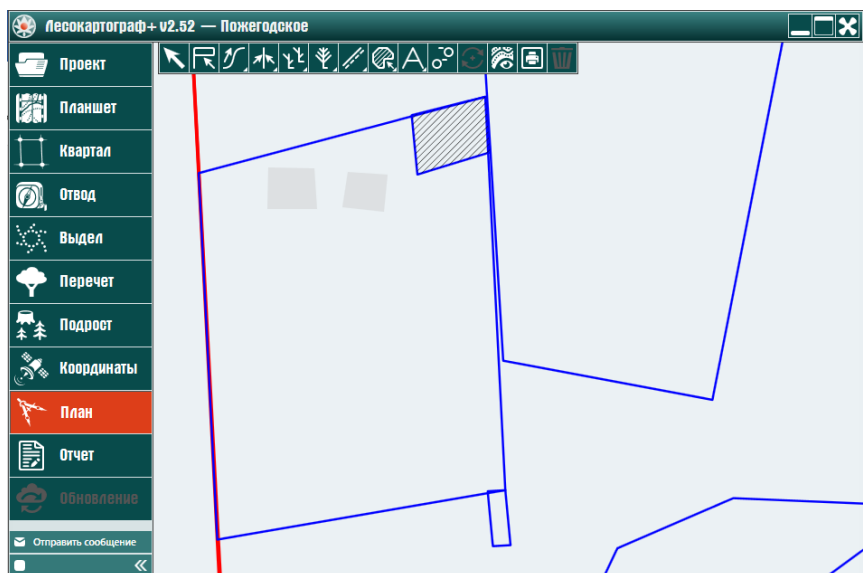 Лесокартограф+ v2.52 — Пожегодское
Проект
Планшет
Квартал
Отвод
Выдел
Перечет
Подрост
Координаты
План
Отчет
Обновление
Отправить сообщение